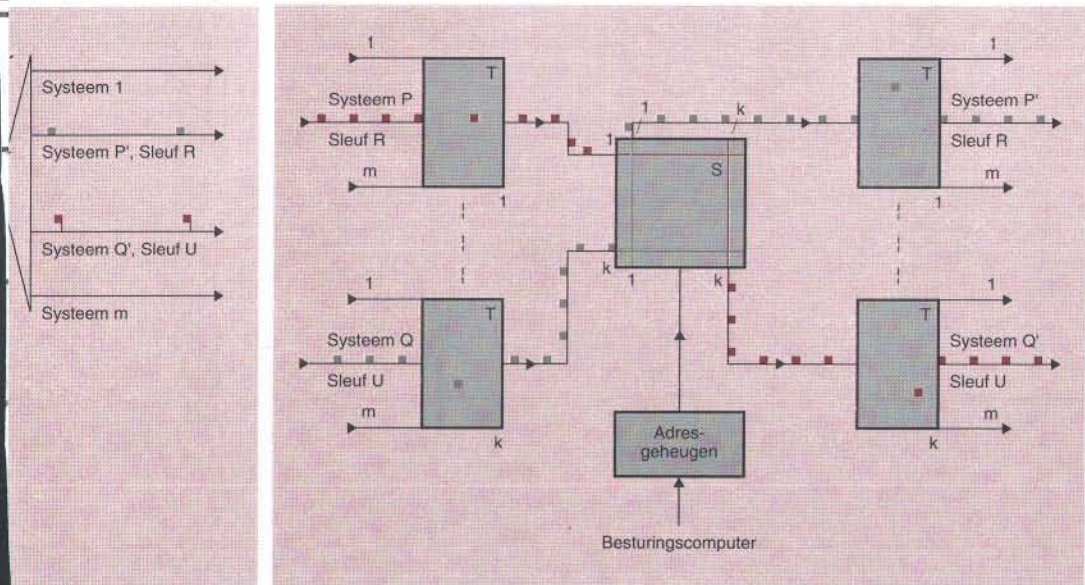 Systeem 1
Systeem P', Sleuf R
Systeem Q', Sleuf U
Systeem m
1
T
Systeem P
Sleuf R
m
1
1
T
Systeem Q
Sleuf U
m
k
1
k
1
S
k
1
k
Adres-
geheugen
Besturingscomputer
1
T
Systeem P'
Sleuf R
m
1
1
T
Systeem Q'
Sleuf U
m
k